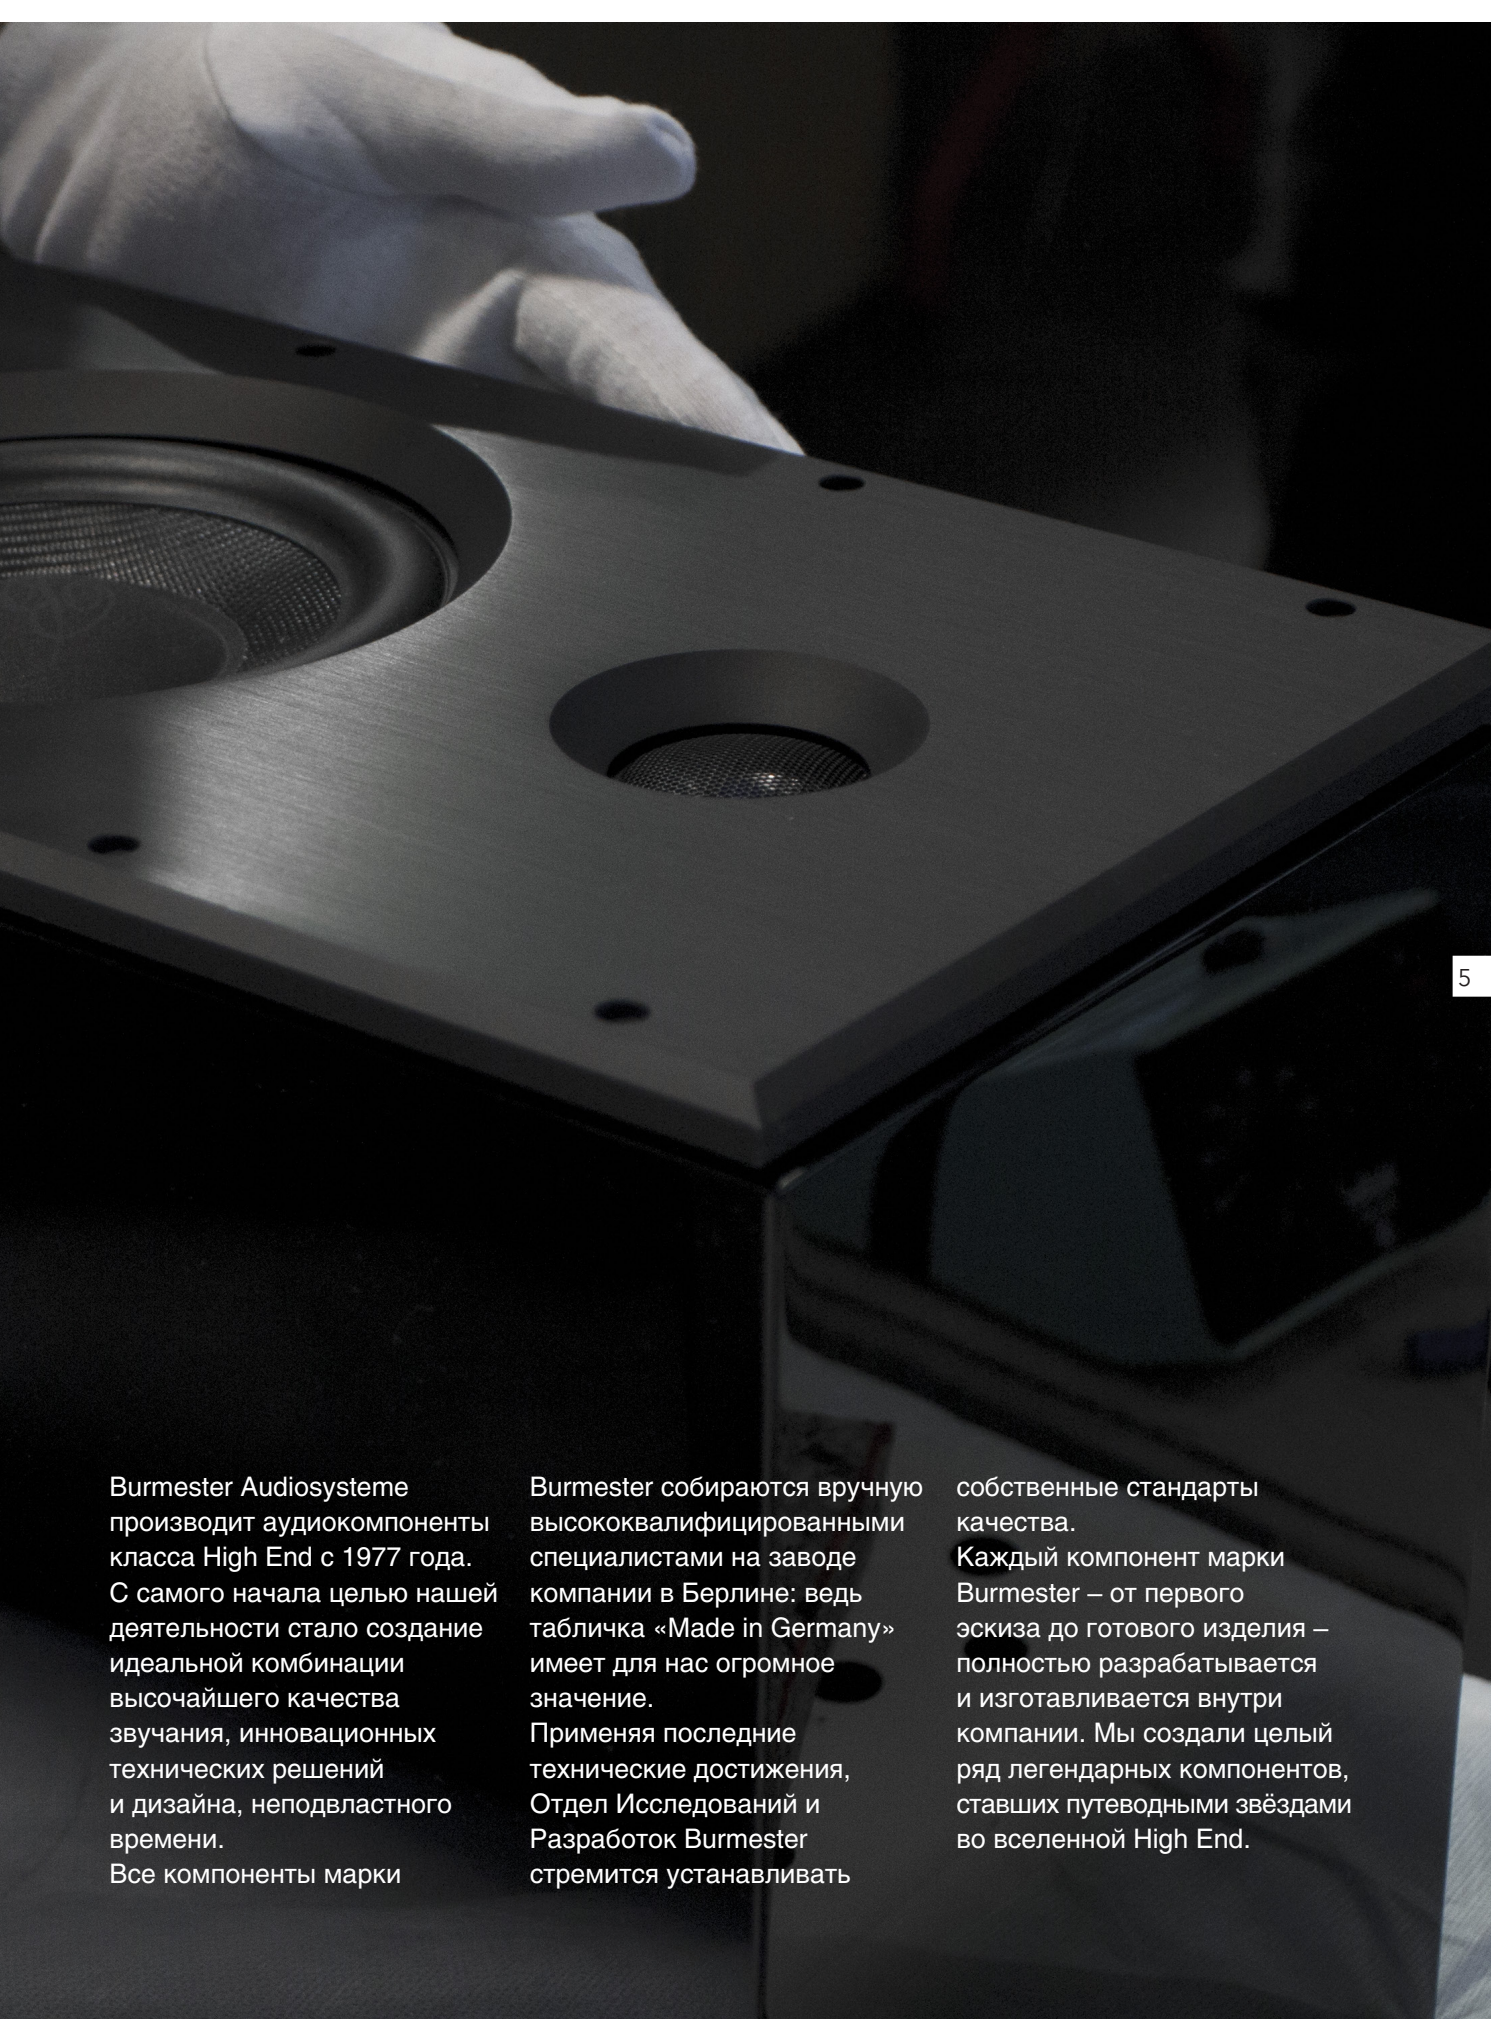 5
Burmester Audiosysteme
производит аудиокомпоненты
класса High End с 1977 года.
С самого начала целью нашей
деятельности стало создание
идеальной комбинации
высочайшего качества
звучания, инновационных
технических решений
и дизайна, неподвластного
времени.
Все компоненты марки
Burmester собираются вручную
высококвалифицированными
специалистами на заводе
компании в Берлине: ведь
табличка «Made in Germany»
имеет для нас огромное
значение.
Применяя последние
технические достижения,
Отдел Исследований и
Разработок Burmester
стремится устанавливать
собственные стандарты
качества.
Каждый компонент марки
Burmester – от первого
эскиза до готового изделия –
полностью разрабатывается
и изготавливается внутри
компании. Мы создали целый
ряд легендарных компонентов,
ставших путеводными звёздами
во вселенной High End.